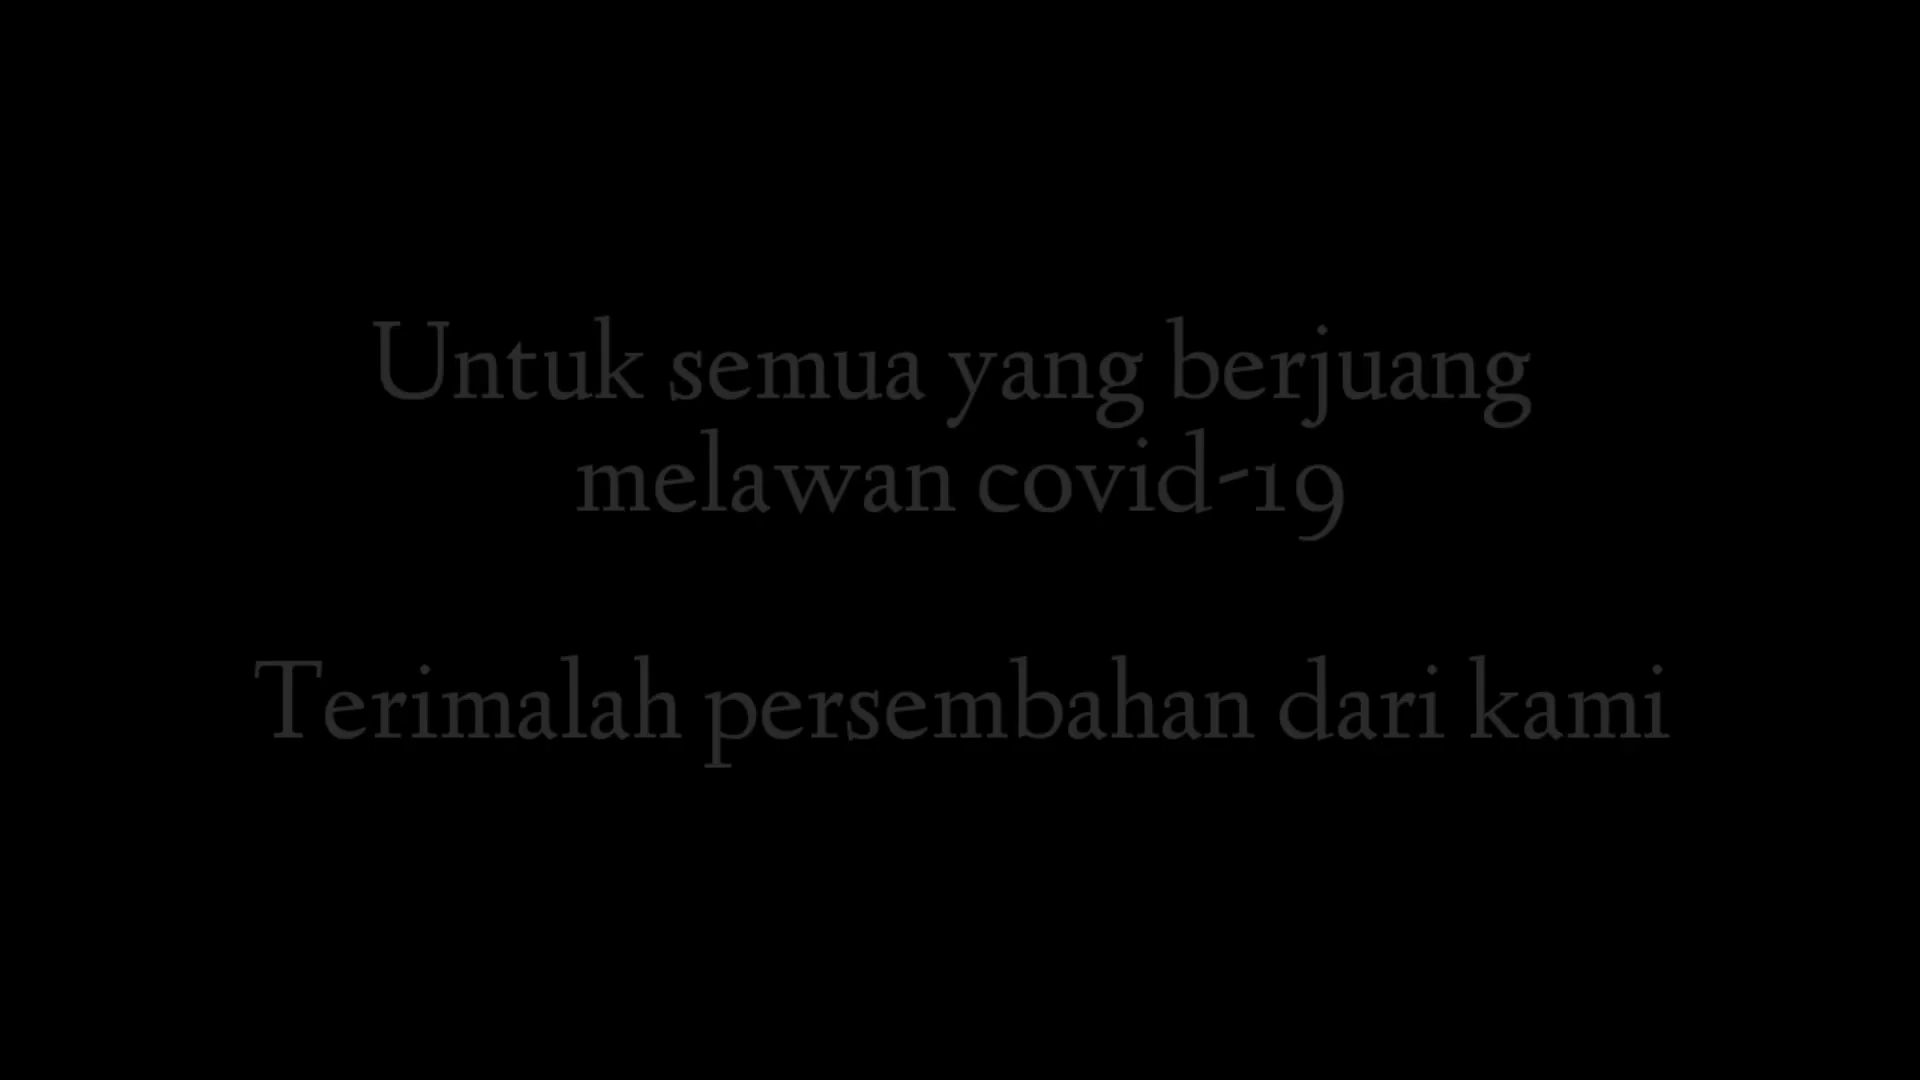 Untuk semua yang berjuang
melawan covid-19
Terimalah persembahan dari kami